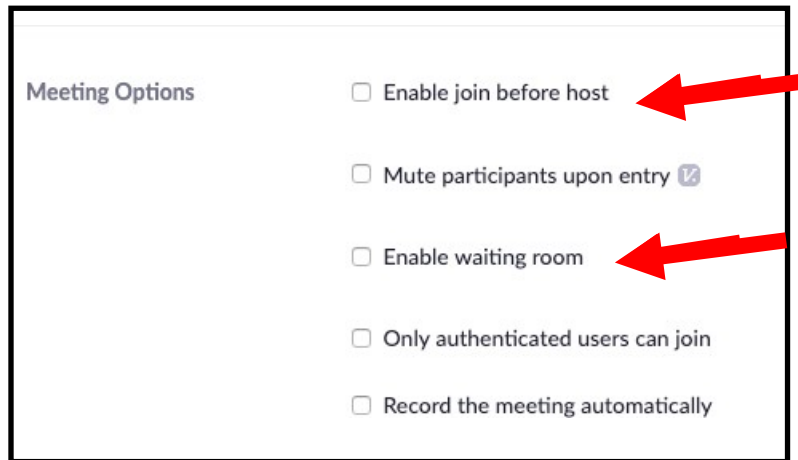 Meeting Options
Enable join before host
Mute participants upon entry
Enable waiting room
Only authenticated users can join
Record the meeting automatically